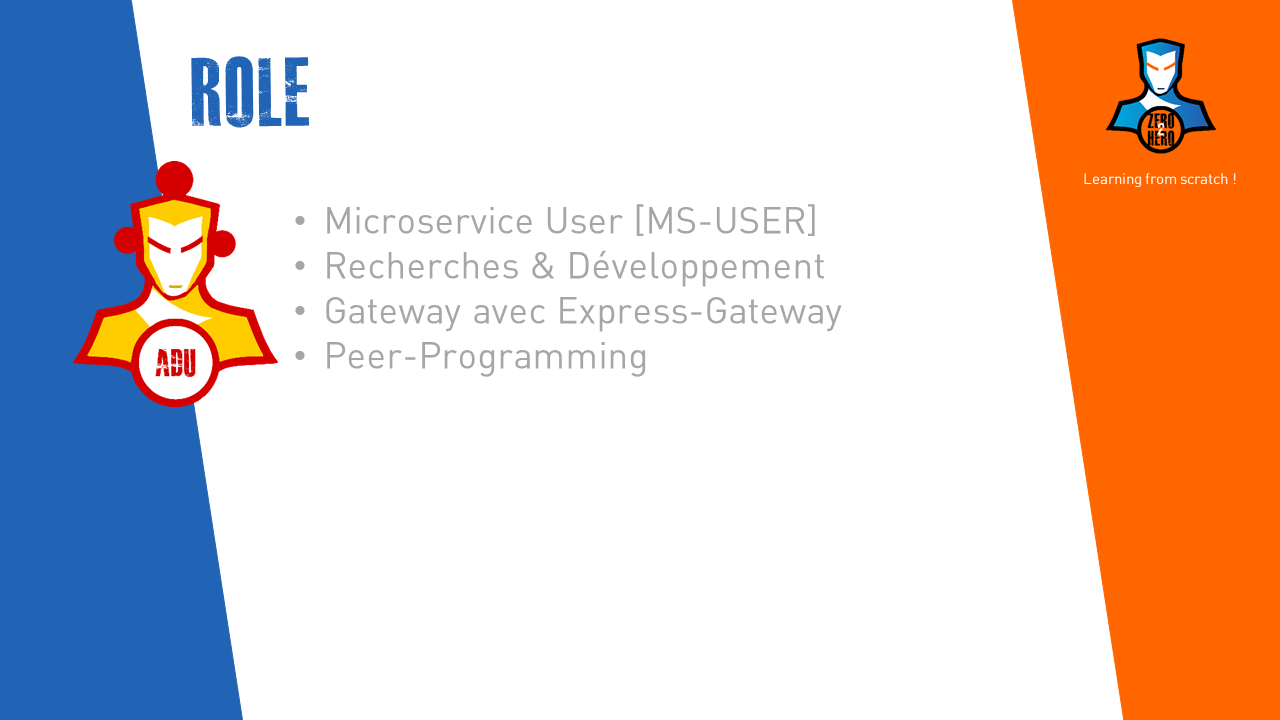 ROLE
ZERO
2
HERO
Learning from scratch !
• Microservice User [MS-USER]
• Recherches & Développement
• Gateway avec Express-Gateway
• Peer-Programming
ADU